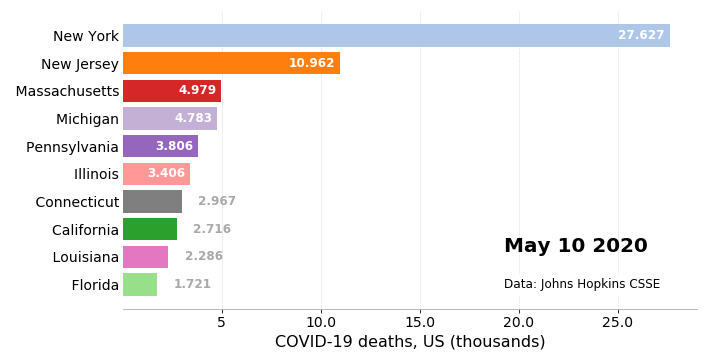 New York 27.627
New Jersey 10.962
Massachusetts 4.979
Michigan 4.783
Pennsylvania 3.806
Illinois 3.406
Connecticut 2.967
California 2.716
Louisiana 2.286
Florida 1.721
May 10 2020
Data: Johns Hopkins CSSE
5 10.0 15.0 20.0 25.0
COVID-19 deaths, US (thousands)